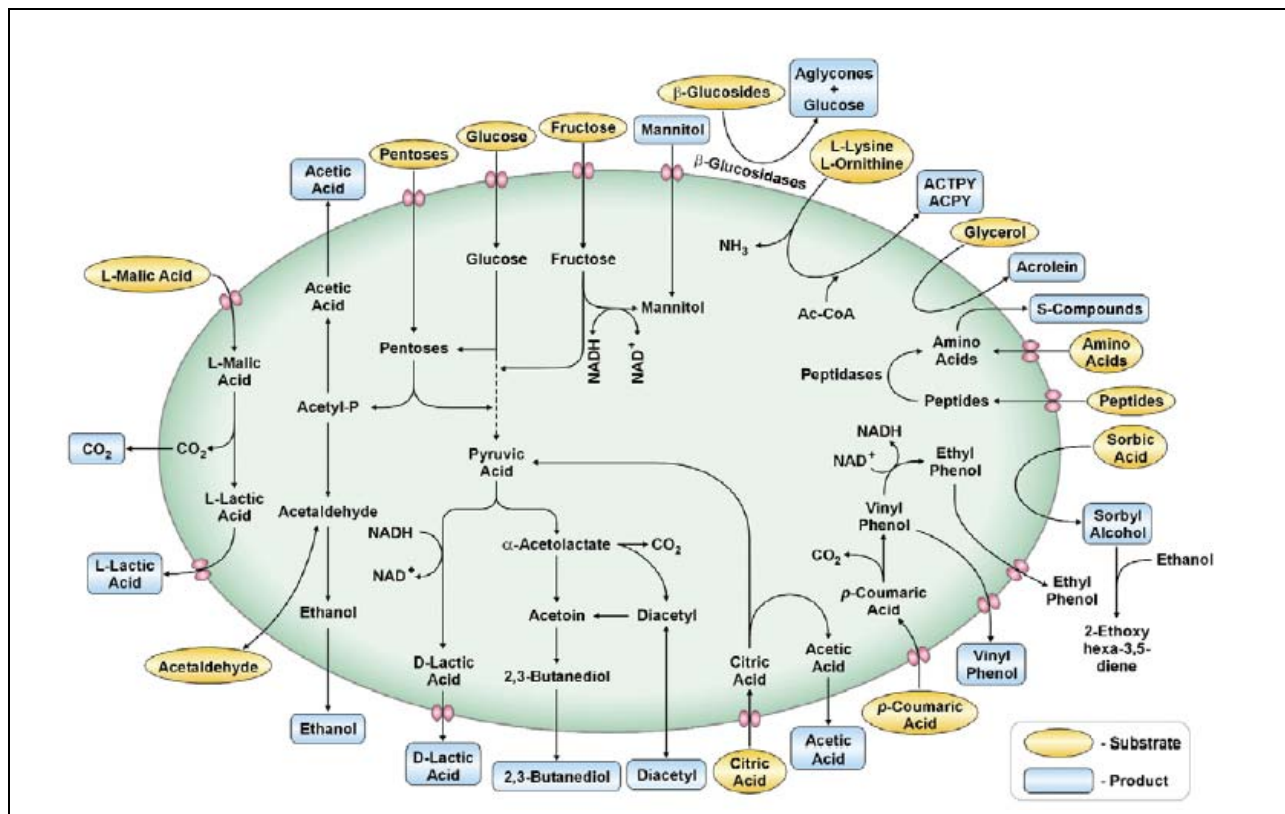 Aglycones
+
Glucose
β-Glucosides
Fructose
Mannitol
Glucose
Pentoses
L-Lysine
L-Ornithine
β-Glucosidases
Acetic
Acid
ACTPY
ACPY
NH3
Glycerol
Glucose
Fructose
Acrolein
L-Malic Acid
Acetic
Acid
Mannitol
Ac-CoA
S-Compounds
NADH
NAD+
Pentoses
Amino
Acids
Amino
Acids
L-Malic
Acid
Peptidases
Acetyl-P
Peptides
Peptides
CO2
CO2
Pyruvic
Acid
NADH
NAD+
Ethyl
Phenol
Sorbic
Acid
L-Lactic
Acid
Acetaldehyde
Vinyl
Phenol
Sorbyl
Alcohol
NADH
α-Acetolactate
CO2
CO2
Ethanol
NAD+
L-Lactic
Acid
p-Coumaric
Acid
Ethyl
Phenol
Ethanol
Acetoin
Diacetyl
2-Ethoxy
hexa-3,5-
diene
Acetaldehyde
D-Lactic
Acid
2,3-Butanediol
Citric
Acid
Acetic
Acid
Vinyl
Phenol
p-Coumaric
Acid
Ethanol
D-Lactic
Acid
2,3-Butanediol
Diacetyl
Citric
Acid
Acetic
Acid
- Substrate
- Product